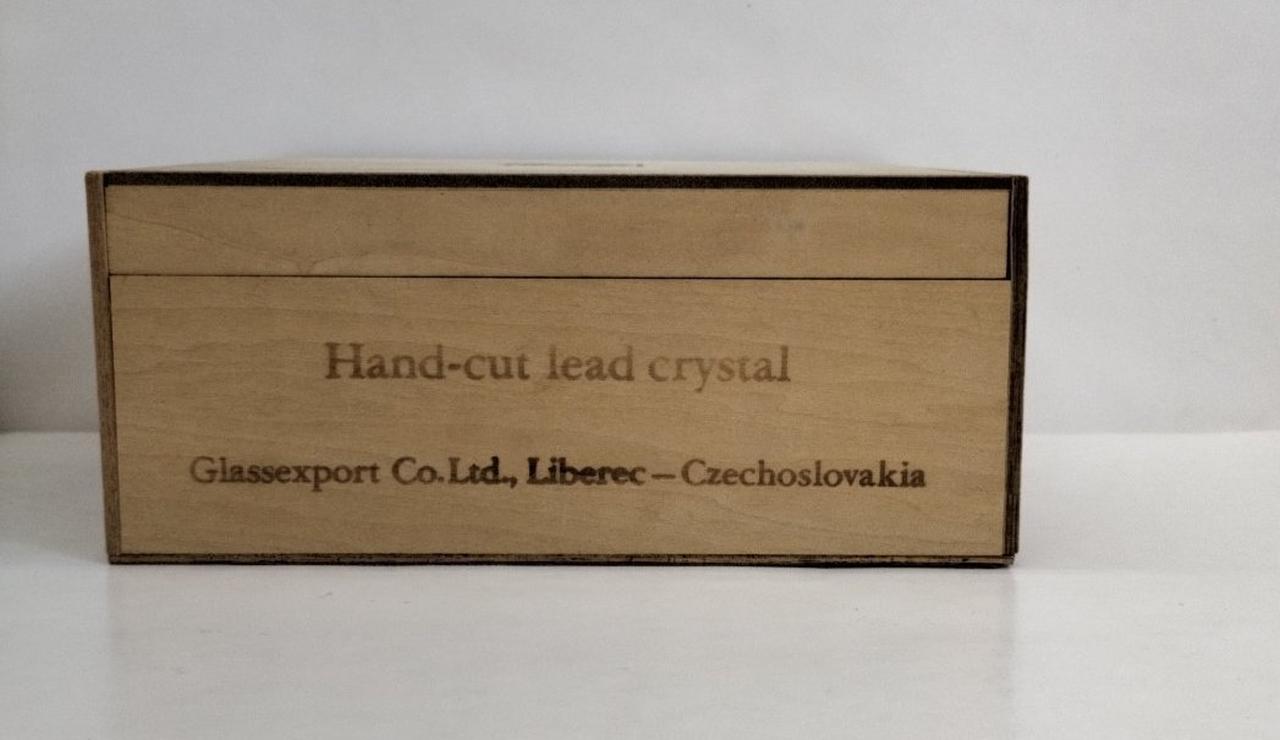 Hand-cut lead crystal
Glassexport Co.Ltd., Liberec – Czechoslovakia